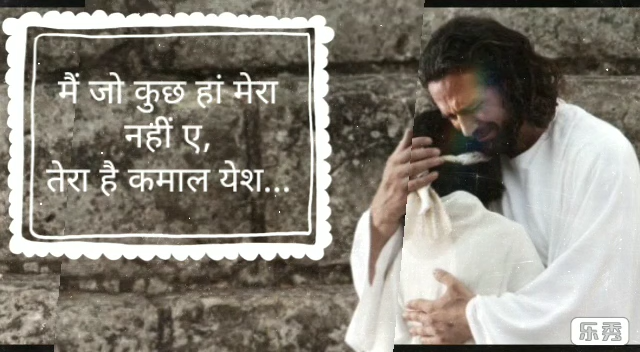 मैं जो कुछ हां मेरा
नहीं ए,
तेरा है कमाल येश...
乐秀